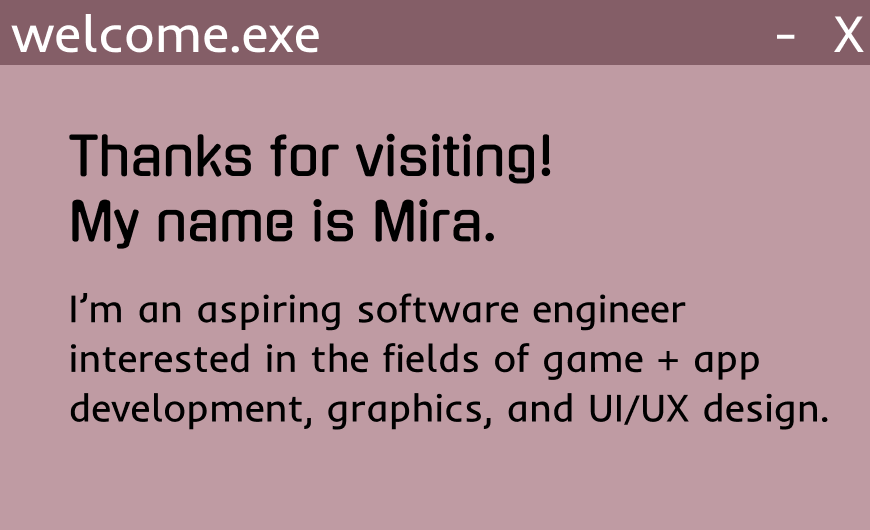 welcome.exe - X
Thanks for visiting!
My name is Mira.
I'm an aspiring software engineer
interested in the fields of game + app
development, graphics, and UI/UX design.